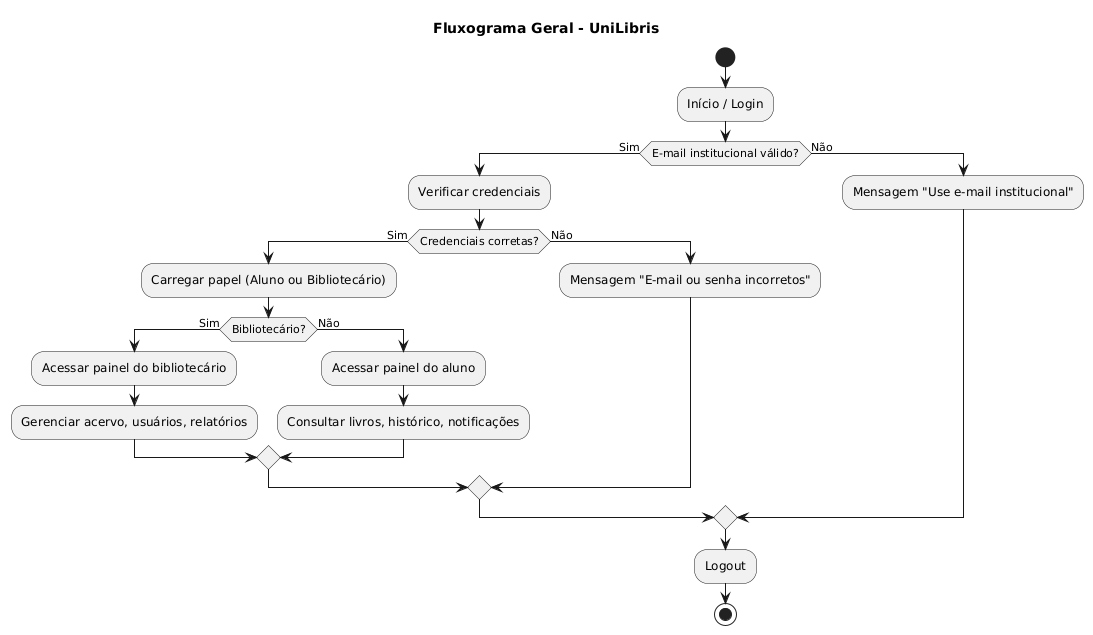 Fluxograma Geral - UniLibris
Início / Login
Sim
E-mail institucional válido?
Não
Verificar credenciais
Mensagem "Use e-mail institucional"
Sim
Credenciais corretas?
Não
Carregar papel (Aluno ou Bibliotecário)
Mensagem "E-mail ou senha incorretos"
Sim
Bibliotecário?
Não
Acessar painel do bibliotecário
Acessar painel do aluno
Gerenciar acervo, usuários, relatórios
Consultar livros, histórico, notificações
Logout